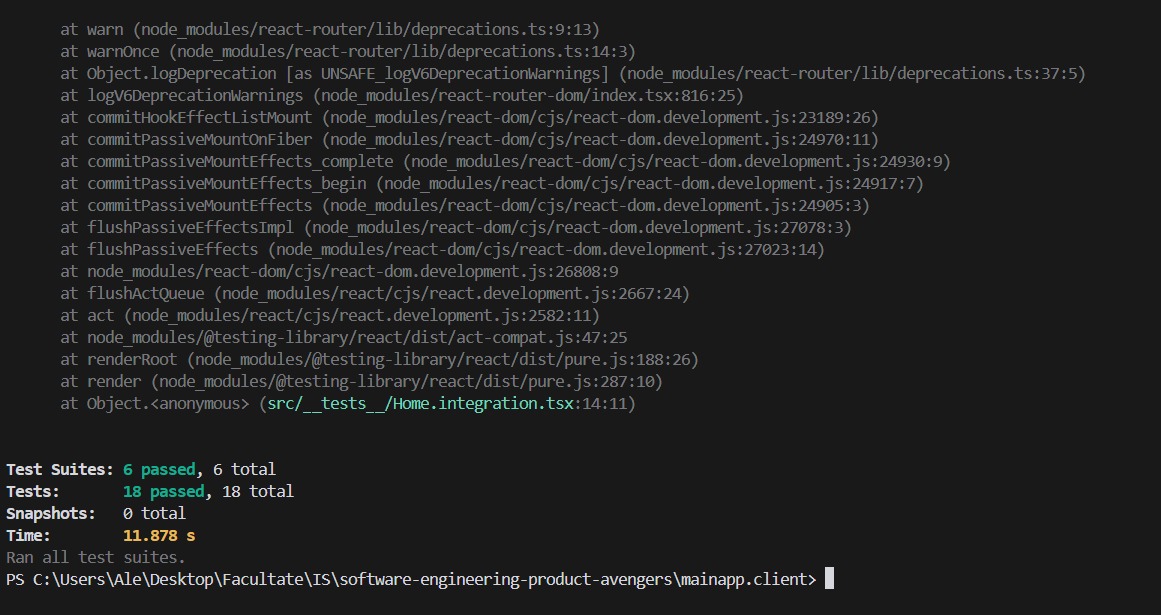 at warn (node_modules/react-router/lib/deprecations.ts:9:13)
at warnOnce (node_modules/react-router/lib/deprecations.ts:14:3)
at Object.logDeprecation [as UNSAFE_logV6DeprecationWarnings] (node_modules/react-router/lib/deprecations.ts:37:5)
at logV6DeprecationWarnings (node_modules/react-router-dom/index.tsx:816:25)
at commitHookEffectListMount (node_modules/react-dom/cjs/react-dom.development.js:23189:26)
at commitPassiveMountOnFiber (node_modules/react-dom/cjs/react-dom.development.js:24970:11)
at commitPassiveMountEffects_complete (node_modules/react-dom/cjs/react-dom.development.js:24930:9)
at commitPassiveMountEffects_begin (node_modules/react-dom/cjs/react-dom.development.js:24917:7)
at commitPassiveMountEffects (node_modules/react-dom/cjs/react-dom.development.js:24905:3)
at flushPassiveEffectsImpl (node_modules/react-dom/cjs/react-dom.development.js:27078:3)
at flushPassiveEffects (node_modules/react-dom/cjs/react-dom.development.js:27023:14)
at node_modules/react-dom/cjs/react-dom.development.js:26808:9
at flushActQueue (node_modules/react/cjs/react.development.js:2667:24)
at act (node_modules/react/cjs/react.development.js:2582:11)
at node_modules/@testing-library/react/dist/act-compat.js:47:25
at renderRoot (node_modules/@testing-library/react/dist/pure.js:188:26)
at render (node_modules/@testing-library/react/dist/pure.js:287:10)
at Object.<anonymous> (src/__tests__/Home.integration.tsx:14:11)
Test Suites: 6 passed, 6 total
Tests: 18 passed, 18 total
Snapshots: 0 total
Time: 11.878 s
Ran all test suites.
PS C:\Users\Ale\Desktop\Facultate\IS\software-engineering-product-avengers\mainapp.client>